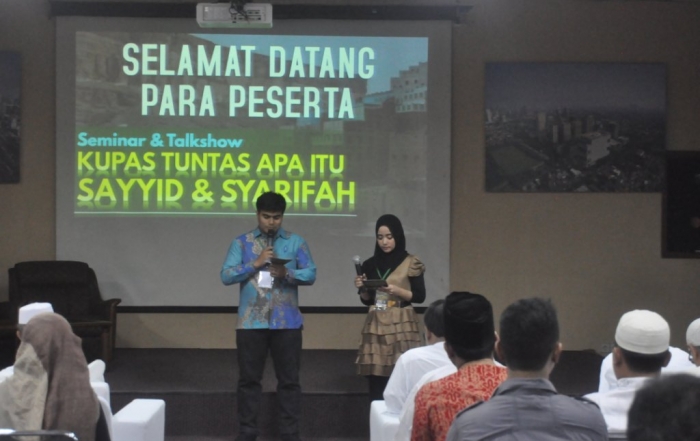 SELAMAT DATANG
PARA PESERTA
Seminar & Talkshow
KUPAS TUNTAS APA ITU
SAYYID & SYARIFAH